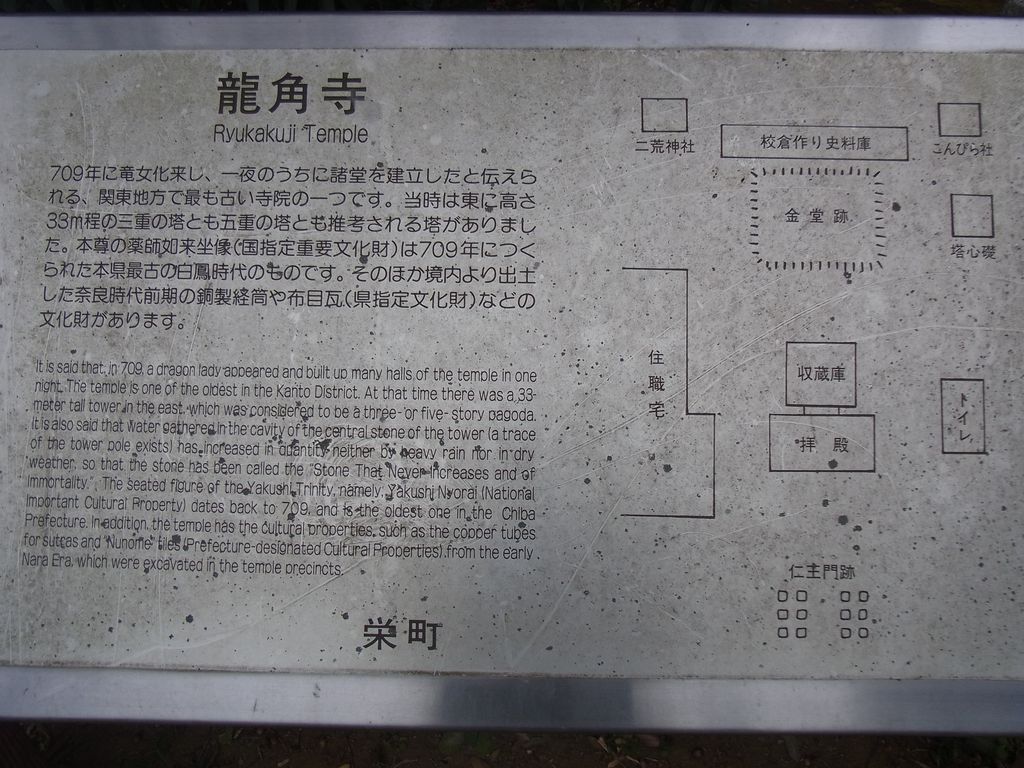 龍角寺
Ryukakuji Temple
709年に竜女化来し、一夜のうちに諸堂を建立したと伝えら
れる、関東地方で最も古い寺院の一つです。当時は東に高さ
33m程の三重の塔とも五重の塔とも推考される塔がありまし
た。本尊の薬師如来坐像(国指定重要文化財)は709年につく
られた本県最古の白鳳時代のものです。そのほか境内より出土
した奈良時代前期の銅製経筒や布目瓦(県指定文化財)などの
文化財があります。
It is said that, in 709, a dragon lady appeared and built up many halls of the temple in one
night. The temple is one of the oldest in the Kanto District. At that time there was a 33-
meter tall tower in the east, which was considered to be a three- or five- story pagoda.
It is also said that water gathered in the cavity of the central stone of the tower (a trace
of the tower pole exists) has increased in quantity neither by heavy rain nor in dry
weather, so that the stone has been called the "Stone That Never Increases and of
Immortality." The seated figure of the Yakushi Trinity, namely, Yakushi Nyorai (National
Important Cultural Property) dates back to 709, and is the oldest one in the Chiba
Prefecture. In addition, the temple has the cultural properties, such as the copper tubes
for sutras and "Nunome" tiles (Prefecture-designated Cultural Properties) from the early
Nara Era, which were excavated in the temple precincts.
栄町
二荒神社
校倉作り史料庫
こんぴら社
金堂跡
塔心礎
住職宅
収蔵庫
拝殿
トイレ
仁主門跡